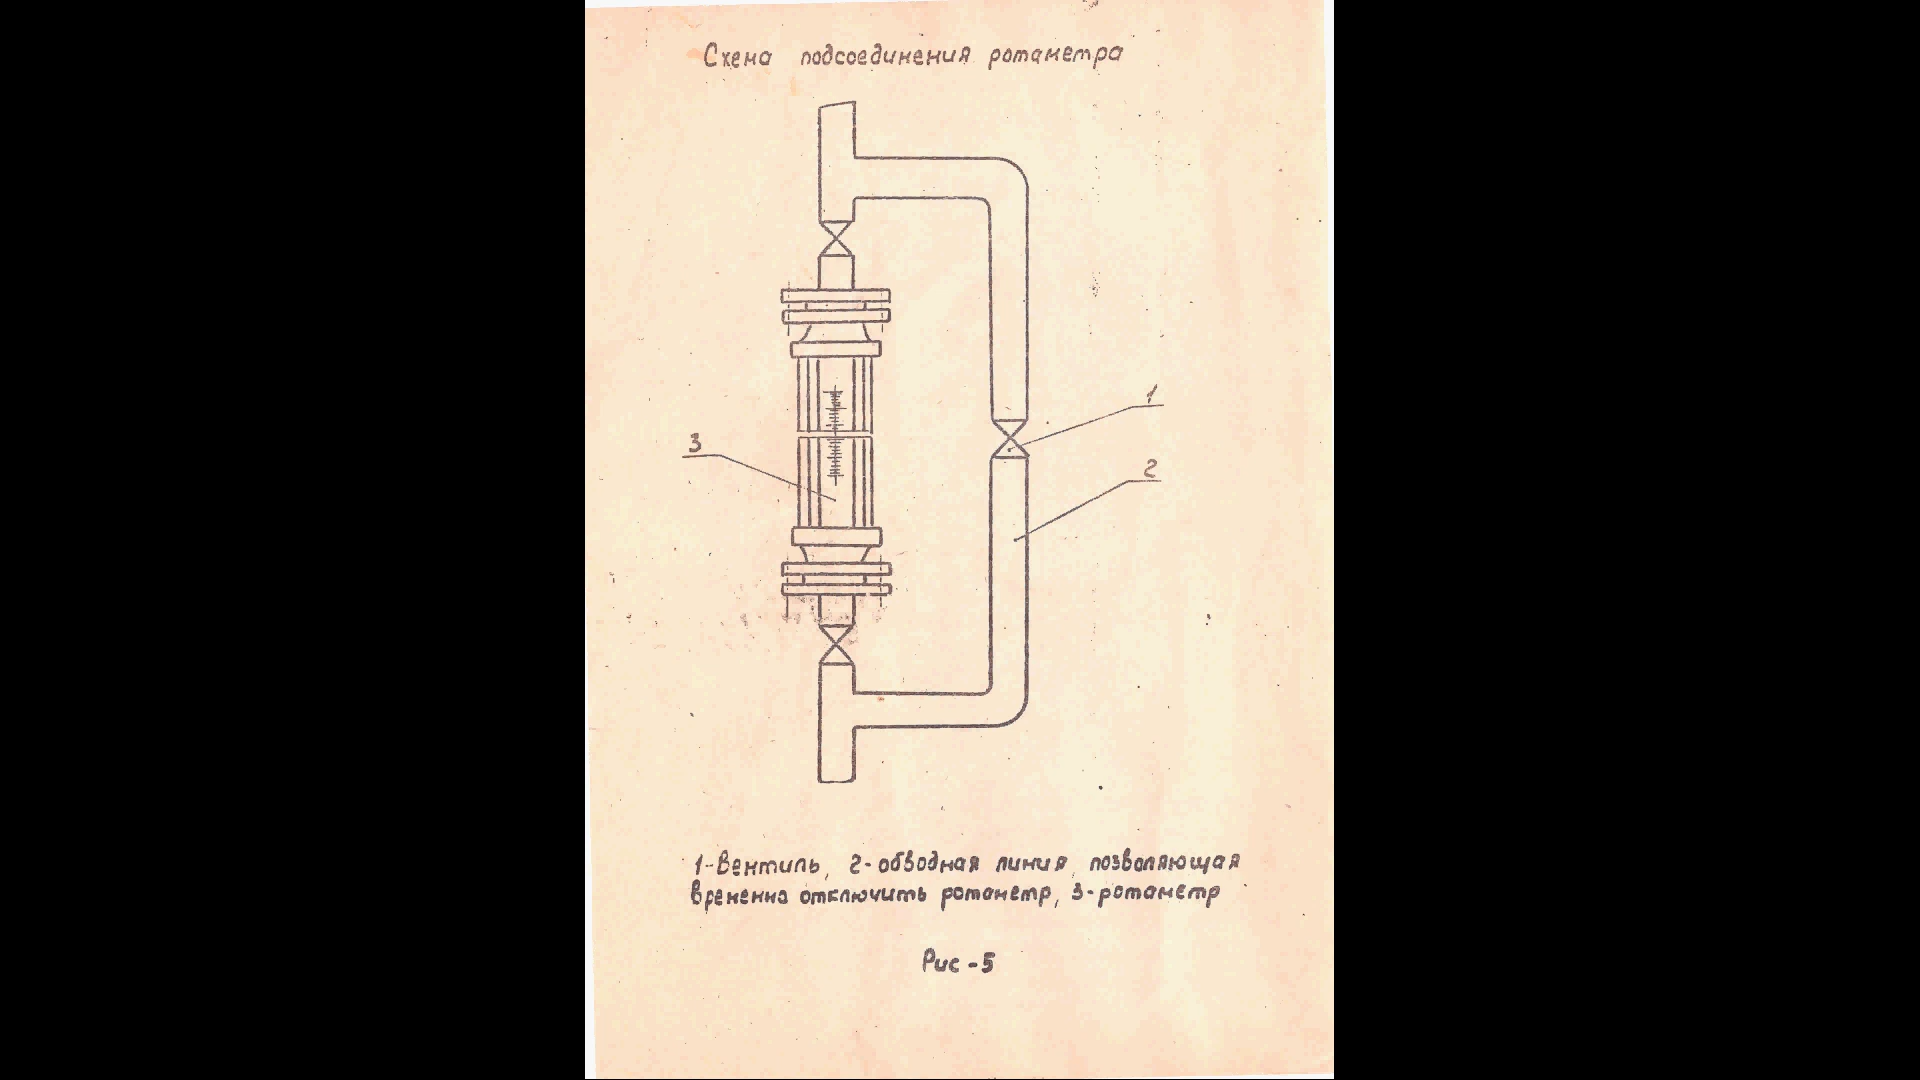 Схема подсоединения ротаметра
1
3
2
1-Вентиль, 2-обводная линия, позволяющая
временно отключить ротаметр, 3-ротаметр
Рис-5